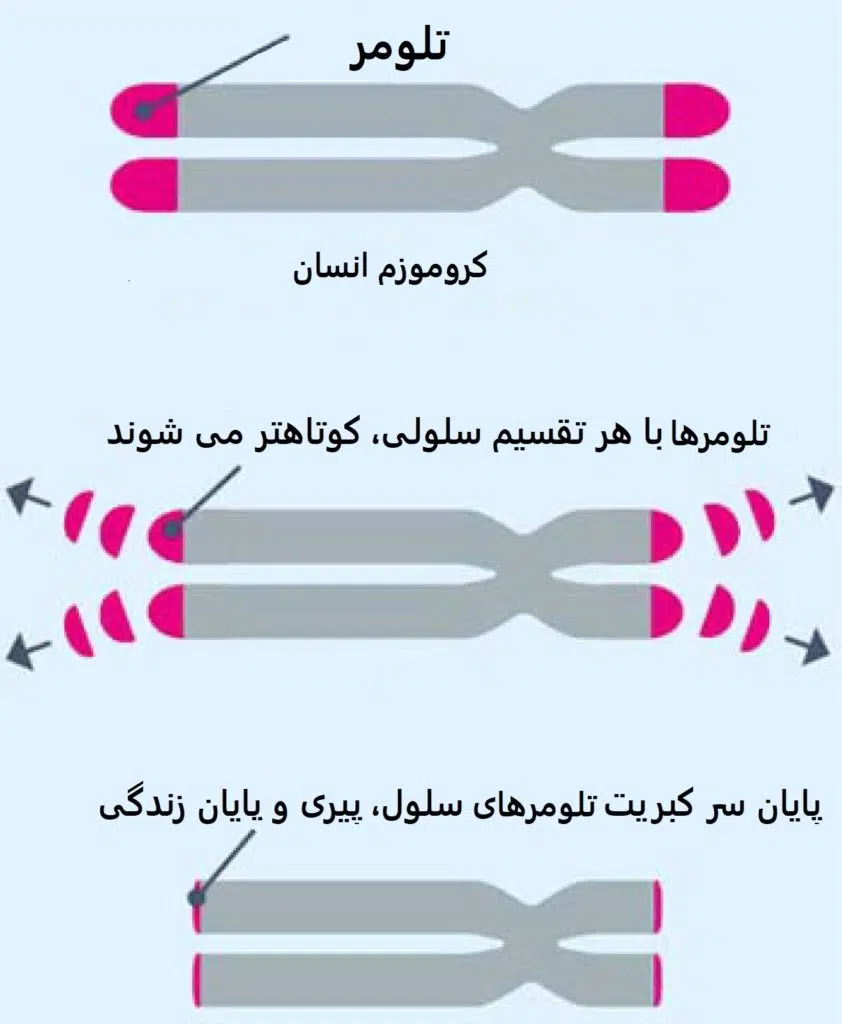 تلومر
کروموزم انسان
تلومرها با هر تقسیم سلولی، کوتاهتر می شوند
پایان سر کبریت تلومرهای سلول، پیری و پایان زندگی